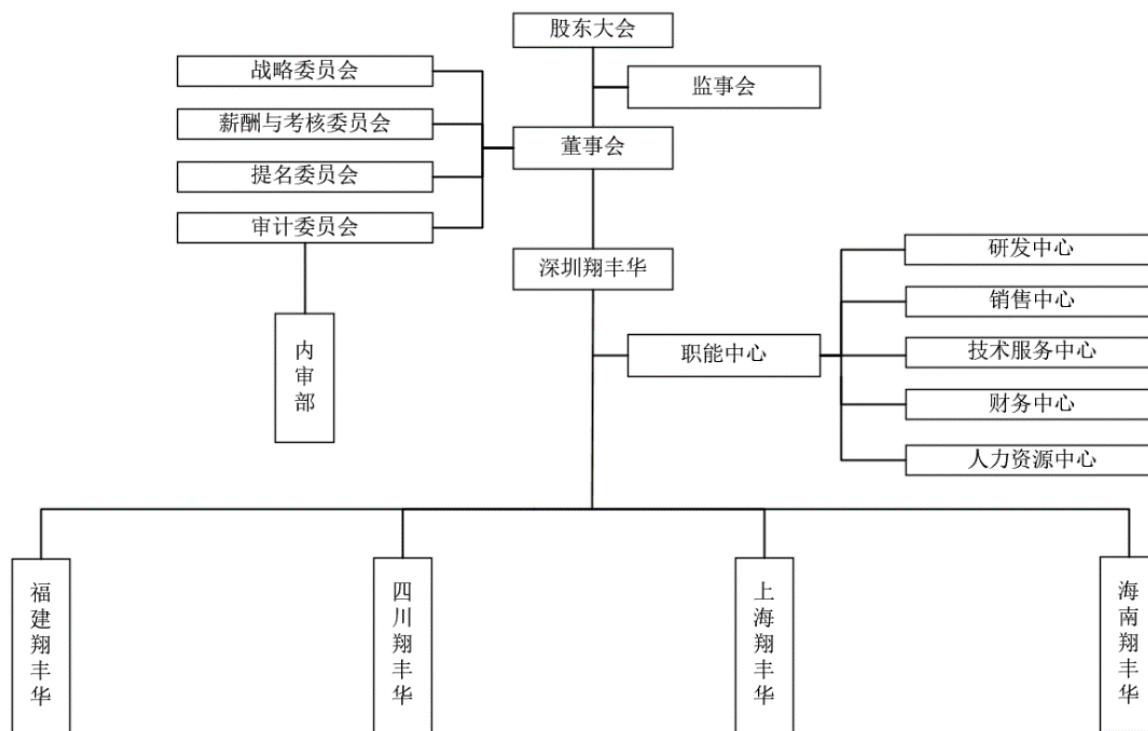 股东大会
战略委员会
监事会
薪酬与考核委员会
董事会
提名委员会
审计委员会
研发中心
深圳翔丰华
销售中心
内审部
职能中心
技术服务中心
财务中心
人力资源中心
福建翔丰华
四川翔丰华
上海翔丰华
海南翔丰华